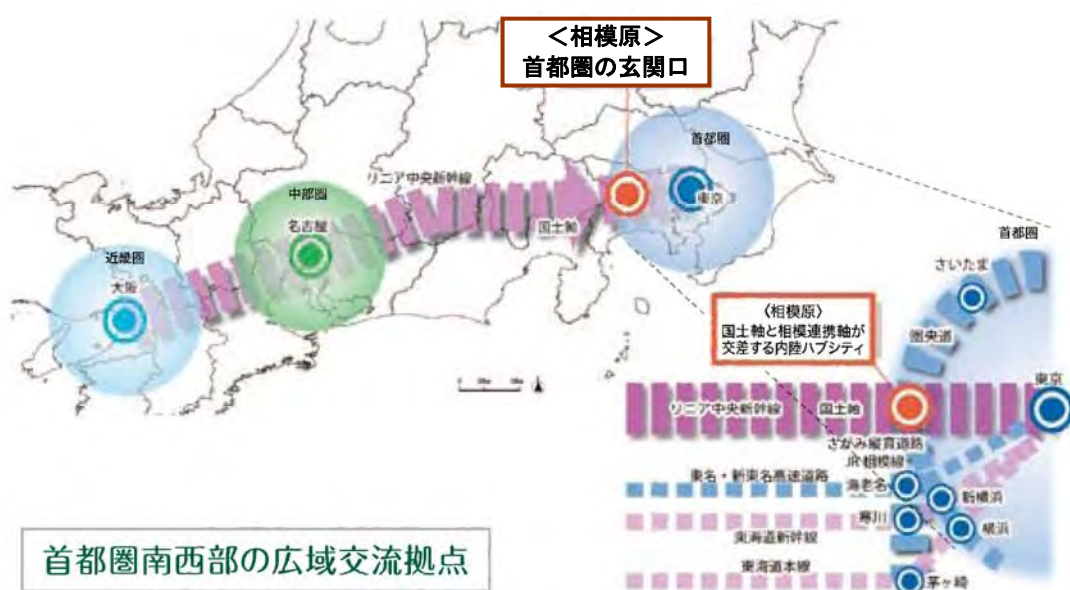 ＜相模原＞
首都圏の玄関口
首都圏
リニア中央新幹線
東京
中部圏
名古屋
国土軸
近畿圏
大阪
首都圏
さいたま
〈相模原〉
国土軸と相模連携軸が
交差する内陸ハブシティ
圏央道
東京
リニア中央新幹線
国土軸
さがみ縦貫道路
JR相模線
東名・新東名高速道路
海老名
新横浜
寒川
横浜
東海道新幹線
東海道本線
茅ヶ崎
首都圏南西部の広域交流拠点